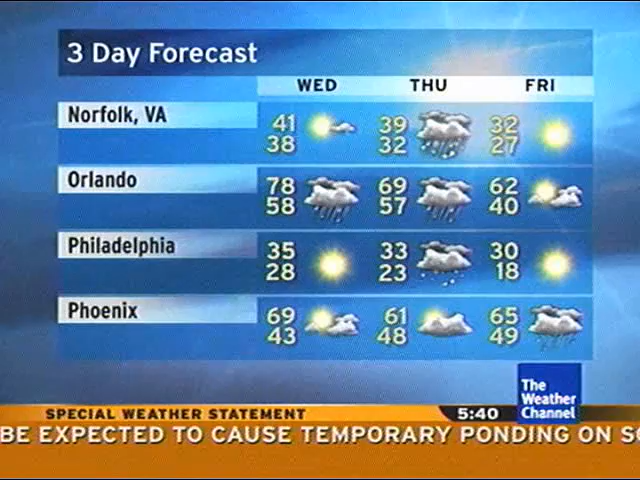 3 Day Forecast
WED THU FRI
Norfolk, VA 41 38 39 32 32 27
Orlando 78 58 69 57 62 40
Philadelphia 35 28 33 23 30 18
Phoenix 69 43 61 48 65 49
The
Weather
Channel
SPECIAL WEATHER STATEMENT 5:40
BE EXPECTED TO CAUSE TEMPORARY PONDING ON SO